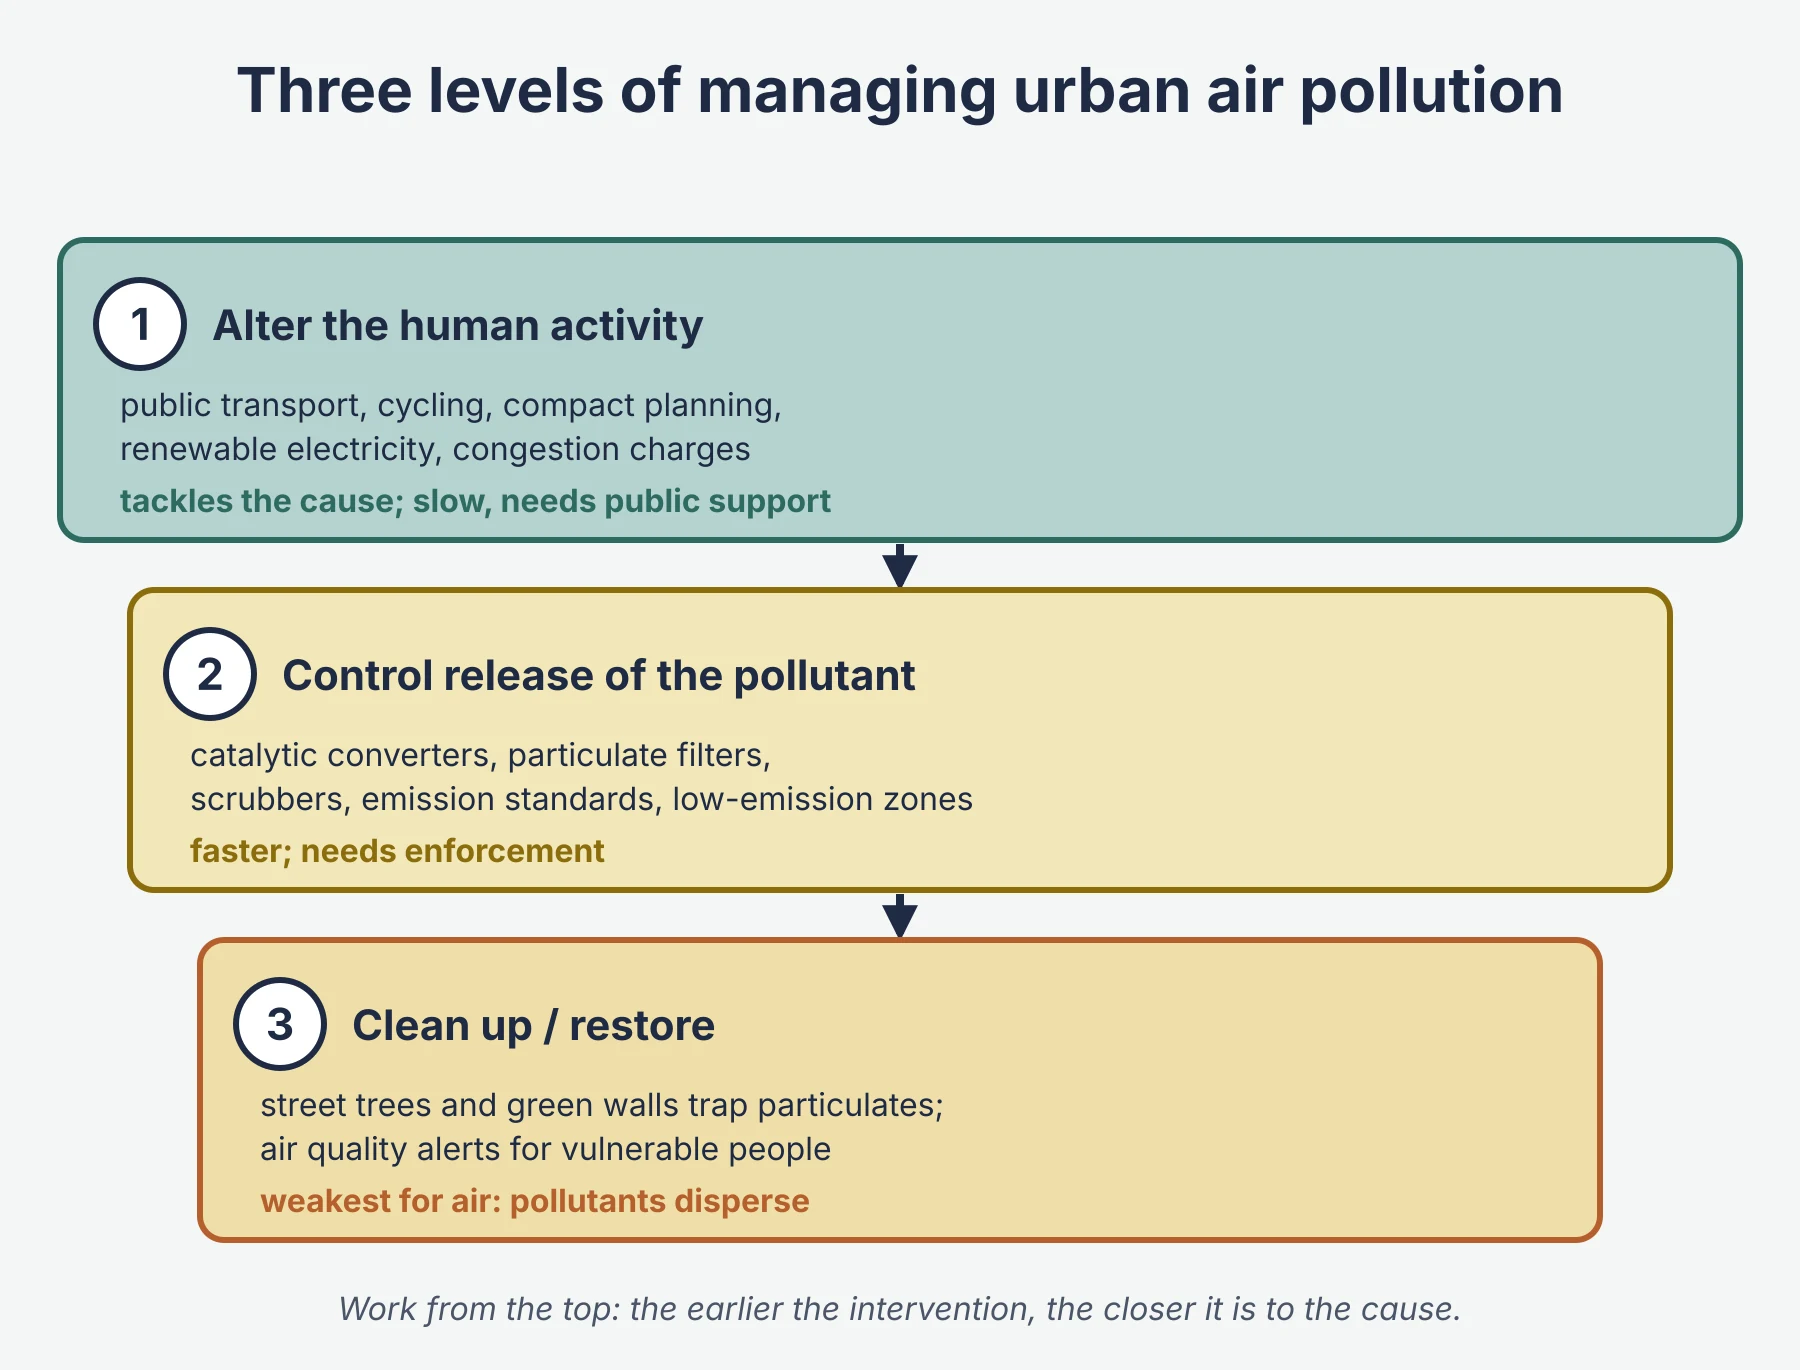 Three levels of managing urban air pollution
1 Alter the human activity
public transport, cycling, compact planning,
renewable electricity, congestion charges
tackles the cause; slow, needs public support
2 Control release of the pollutant
catalytic converters, particulate filters,
scrubbers, emission standards, low-emission zones
faster; needs enforcement
3 Clean up / restore
street trees and green walls trap particulates;
air quality alerts for vulnerable people
weakest for air: pollutants disperse
Work from the top: the earlier the intervention, the closer it is to the cause.